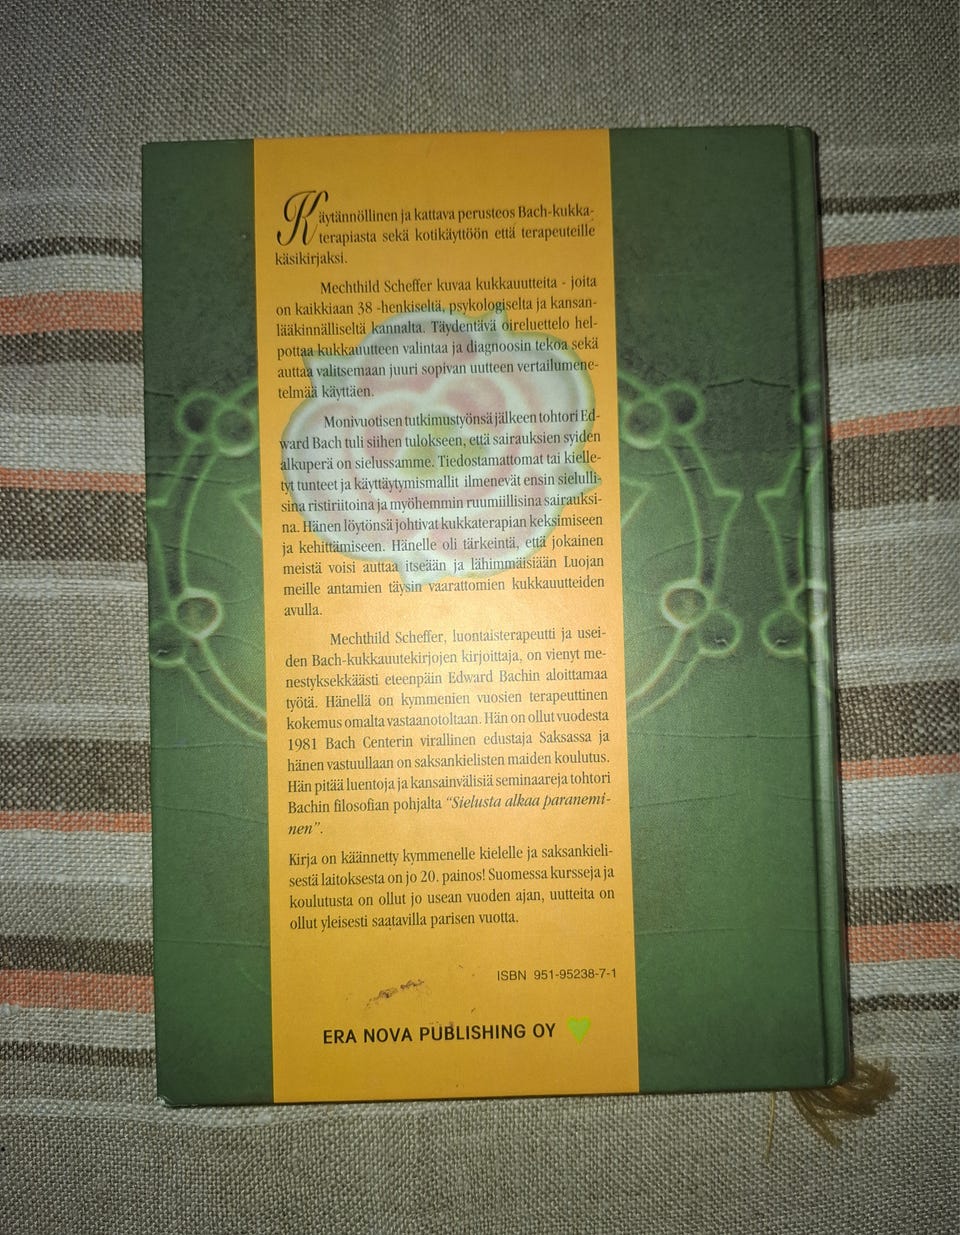 Käytännöllinen ja kattava perusteos Bach-kukka-
terapiasta sekä kotikäyttöön että terapeuteille
käsikirjaksi.
Mechthild Scheffer kuvaa kukkauutteita - joita
on kaikkiaan 38 -henkiseltä, psykologiselta ja kansan-
lääkinnälliseltä kannalta. Täydentävä oireluettelo hel-
pottaa kukkauutteen valintaa ja diagnoosin tekoa sekä
auttaa valitsemaan juuri sopivan uutteen vertailumene-
telmää käyttäen.
Monivuotisen tutkimustyönsä jälkeen tohtori Ed-
ward Bach tuli siihen tulokseen, että sairauksien syiden
alkuperä on sielussamme. Tiedostamattomat tai kielle-
tyt tunteet ja käyttäytymismallit ilmenevät ensin sielulli-
sina ristiriitoina ja myöhemmin ruumiillisina sairauksi-
na. Hänen löytönsä johtivat kukkaterapian keksimiseen
ja kehittämiseen. Hänelle oli tärkeintä, että jokainen
meistä voisi auttaa itseään ja lähimmäisiään Luojan
meille antamien täysin vaarattomien kukkauutteiden
avulla.
Mechthild Scheffer, luontaisterapeutti ja usei-
den Bach-kukkauutekirjojen kirjoittaja, on vienyt me-
nestyksekkäästi eteenpäin Edward Bachin aloittamaa
työtä. Hänellä on kymmenien vuosien terapeuttinen
kokemus omalta vastaanotoltaan. Hän on ollut vuodesta
1981 Bach Centerin virallinen edustaja Saksassa ja
hänen vastuullaan on saksankielisten maiden koulutus.
Hän pitää luentoja ja kansainvälisiä seminaareja tohtori
Bachin filosofian pohjalta "Sielusta alkaa paranemi-
nen".
Kirja on käännetty kymmenelle kielelle ja saksankieli-
sestä laitoksesta on jo 20. painos! Suomessa kursseja ja
koulutusta on ollut jo usean vuoden ajan, uutteita on
ollut yleisesti saatavilla parisen vuotta.
ISBN 951-95238-7-1
ERA NOVA PUBLISHING OY